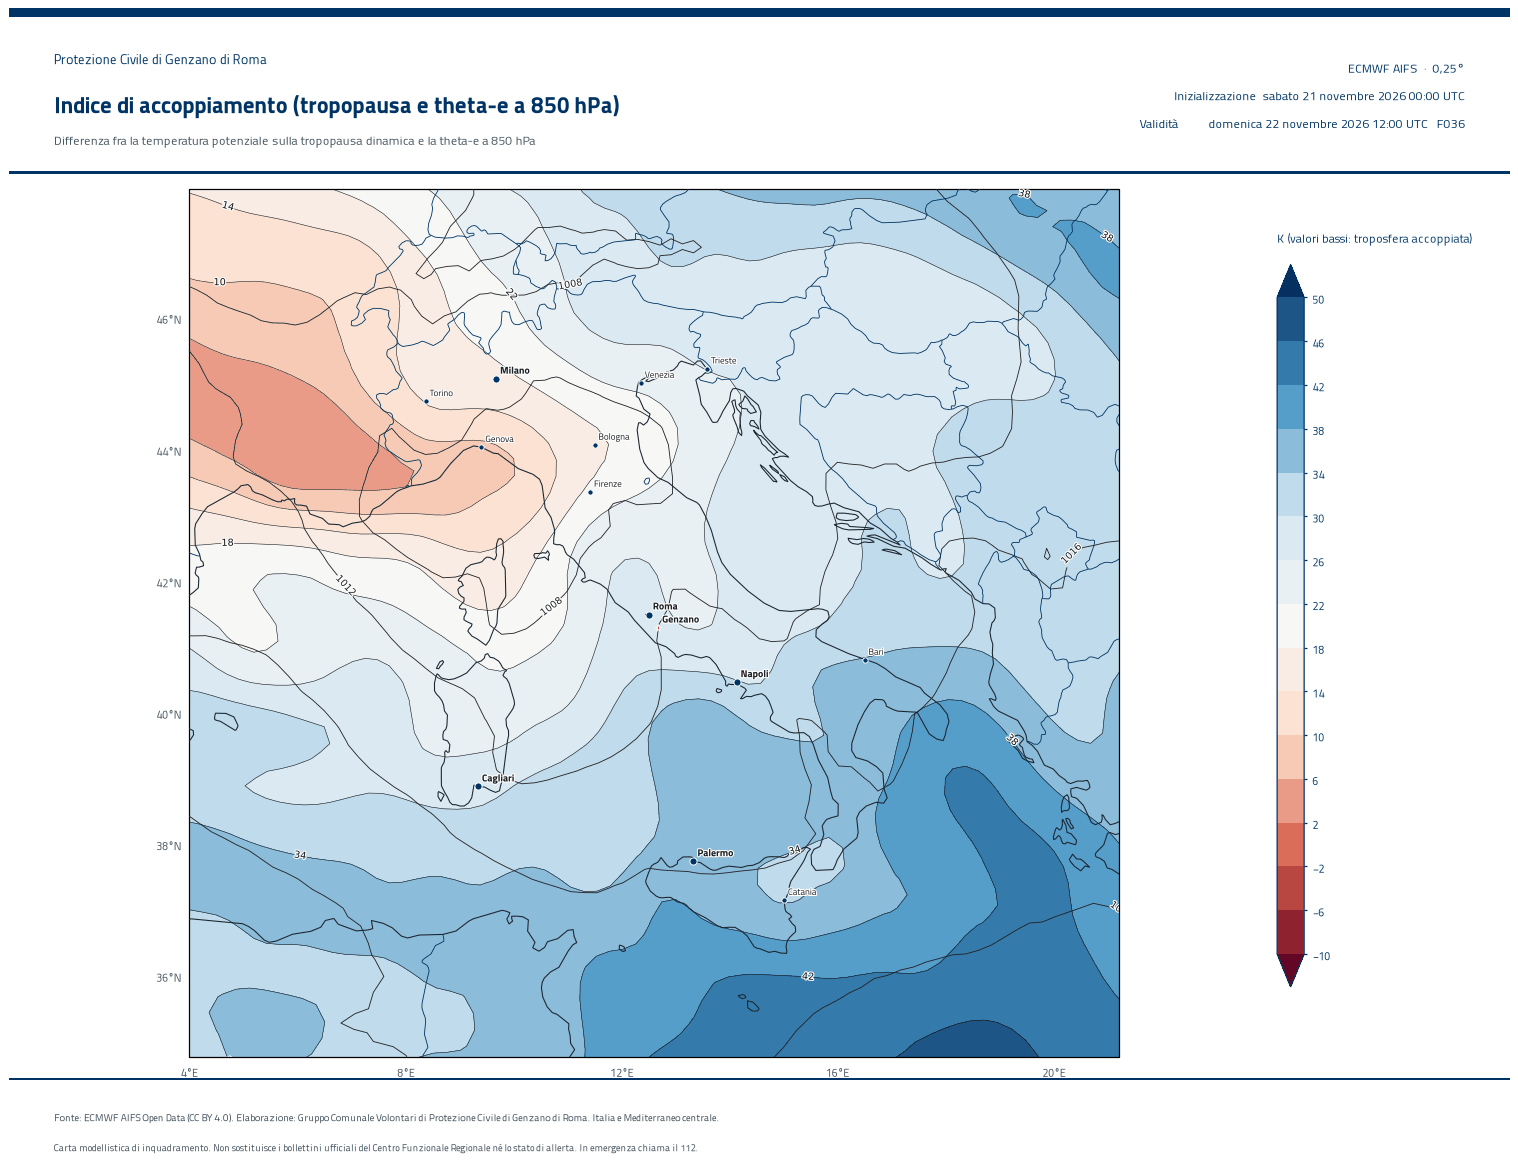 Protezione Civile di Genzano di Roma
Indice di accoppiamento (tropopausa e theta-e a 850 hPa)
Differenza fra la temperatura potenziale sulla tropopausa dinamica e la theta-e a 850 hPa
ECMWF AIFS · 0,25°
Inizializzazione sabato 21 novembre 2026 00:00 UTC
Validità domenica 22 novembre 2026 12:00 UTC F036
K (valori bassi: troposfera accoppiata)
50
46
42
38
34
30
26
22
18
14
10
6
2
−2
−6
−10
46°N
44°N
42°N
40°N
38°N
36°N
4°E
8°E
12°E
16°E
20°E
14
38
38
10
22
1008
Trieste
Milano
Venezia
Torino
Genova
Bologna
Firenze
18
1012
1008
1016
Roma
Genzano
Bari
Napoli
38
Cagliari
34
34
Palermo
Catania
42
Fonte: ECMWF AIFS Open Data (CC BY 4.0). Elaborazione: Gruppo Comunale Volontari di Protezione Civile di Genzano di Roma. Italia e Mediterraneo centrale.
Carta modellistica di inquadramento. Non sostituisce i bollettini ufficiali del Centro Funzionale Regionale né lo stato di allerta. In emergenza chiama il 112.